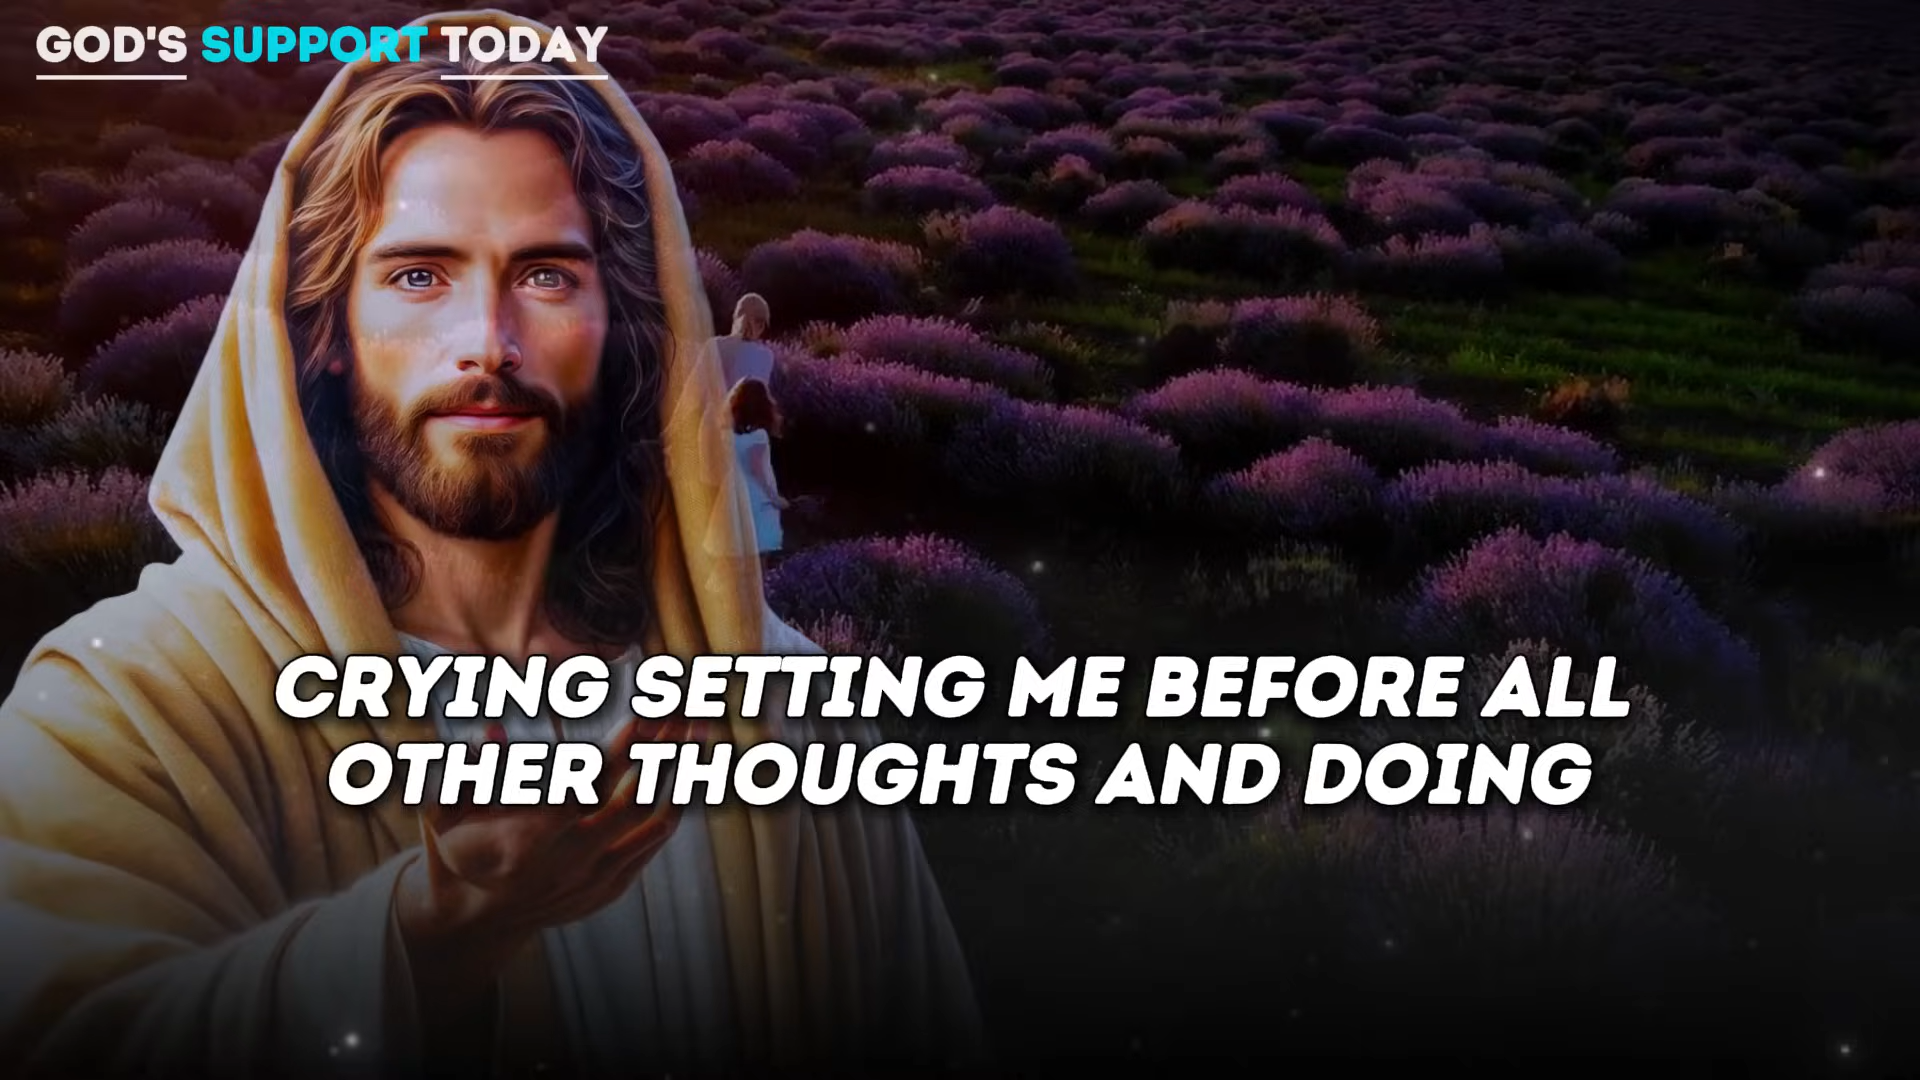 GOD'S SUPPORT TODAY
CRYING SETTING ME BEFORE ALL
OTHER THOUGHTS AND DOING